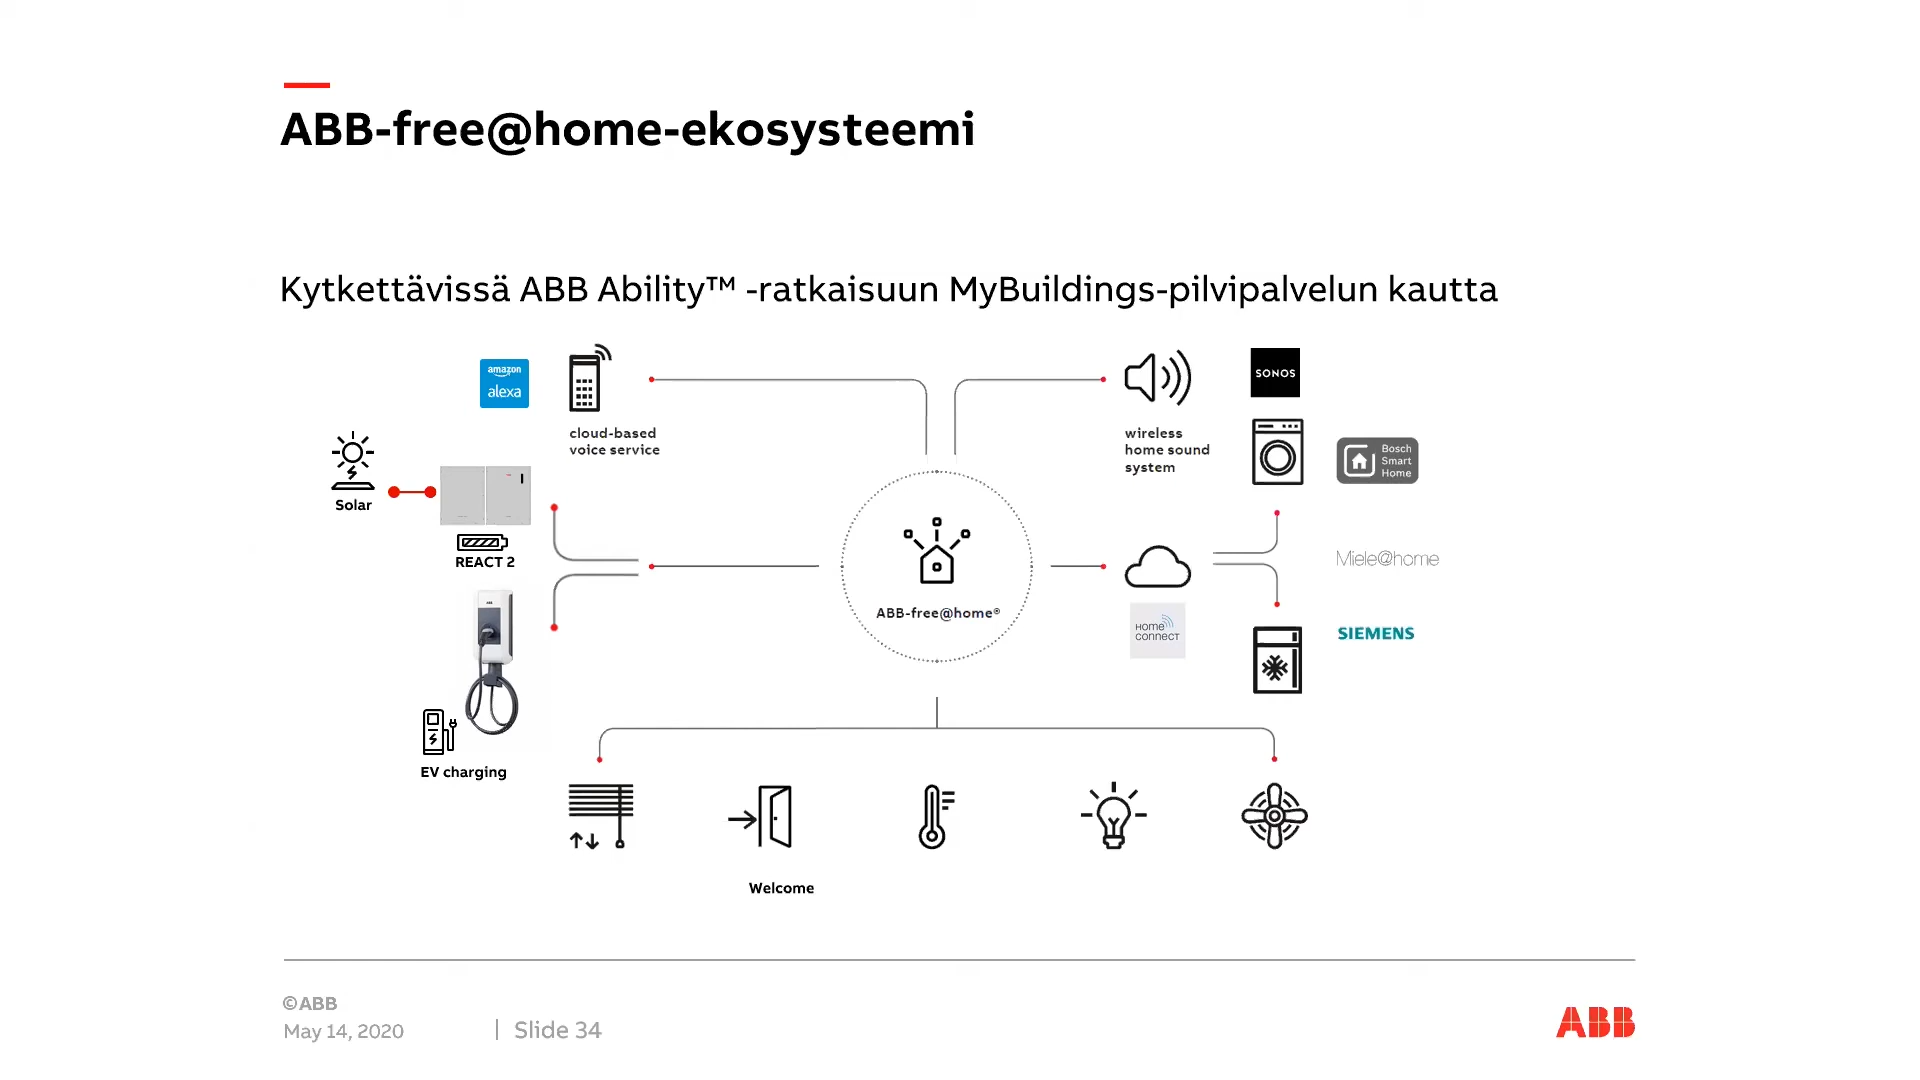 ABB-free@home-ekosysteemi
Kytkettävissä ABB Ability™ -ratkaisuun MyBuildings-pilvipalvelun kautta
amazon
alexa
cloud-based
voice service
wireless
home sound
system
SONOS
Bosch
Smart
Home
Solar
REACT 2
ABB
EV charging
ABB-free@home®
HOME
CONNECT
Miele@home
SIEMENS
Welcome
©ABB
May 14, 2020
| Slide 34
ABB